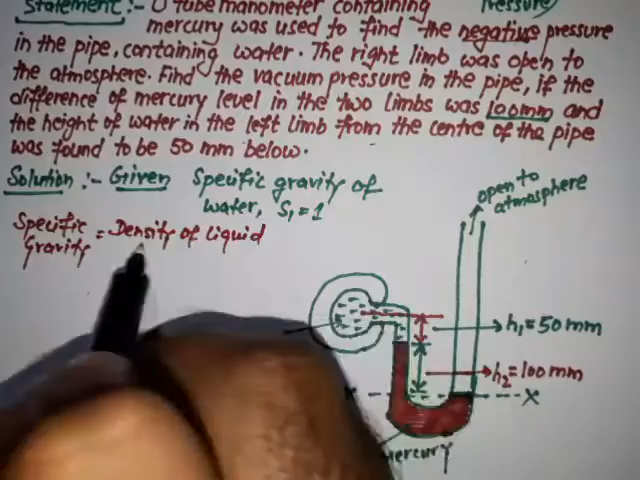 Statement :- U tube manometer containing
Pressure)
mercury was used to find the negative pressure
in the pipe, containing water. The right limb was open to
the atmosphere. Find the vacuum pressure in the pipe, if the
difference of mercury level in the two limbs was 100mm and
the height of water in the left limb from the centre of the pipe
was found to be 50 mm below.
Solution :- Given Specific gravity of
water, S₁=1
Specific Gravity = Density of liquid
open to
atmosphere
h₁=50mm
h₂=100mm
X X
Mercury